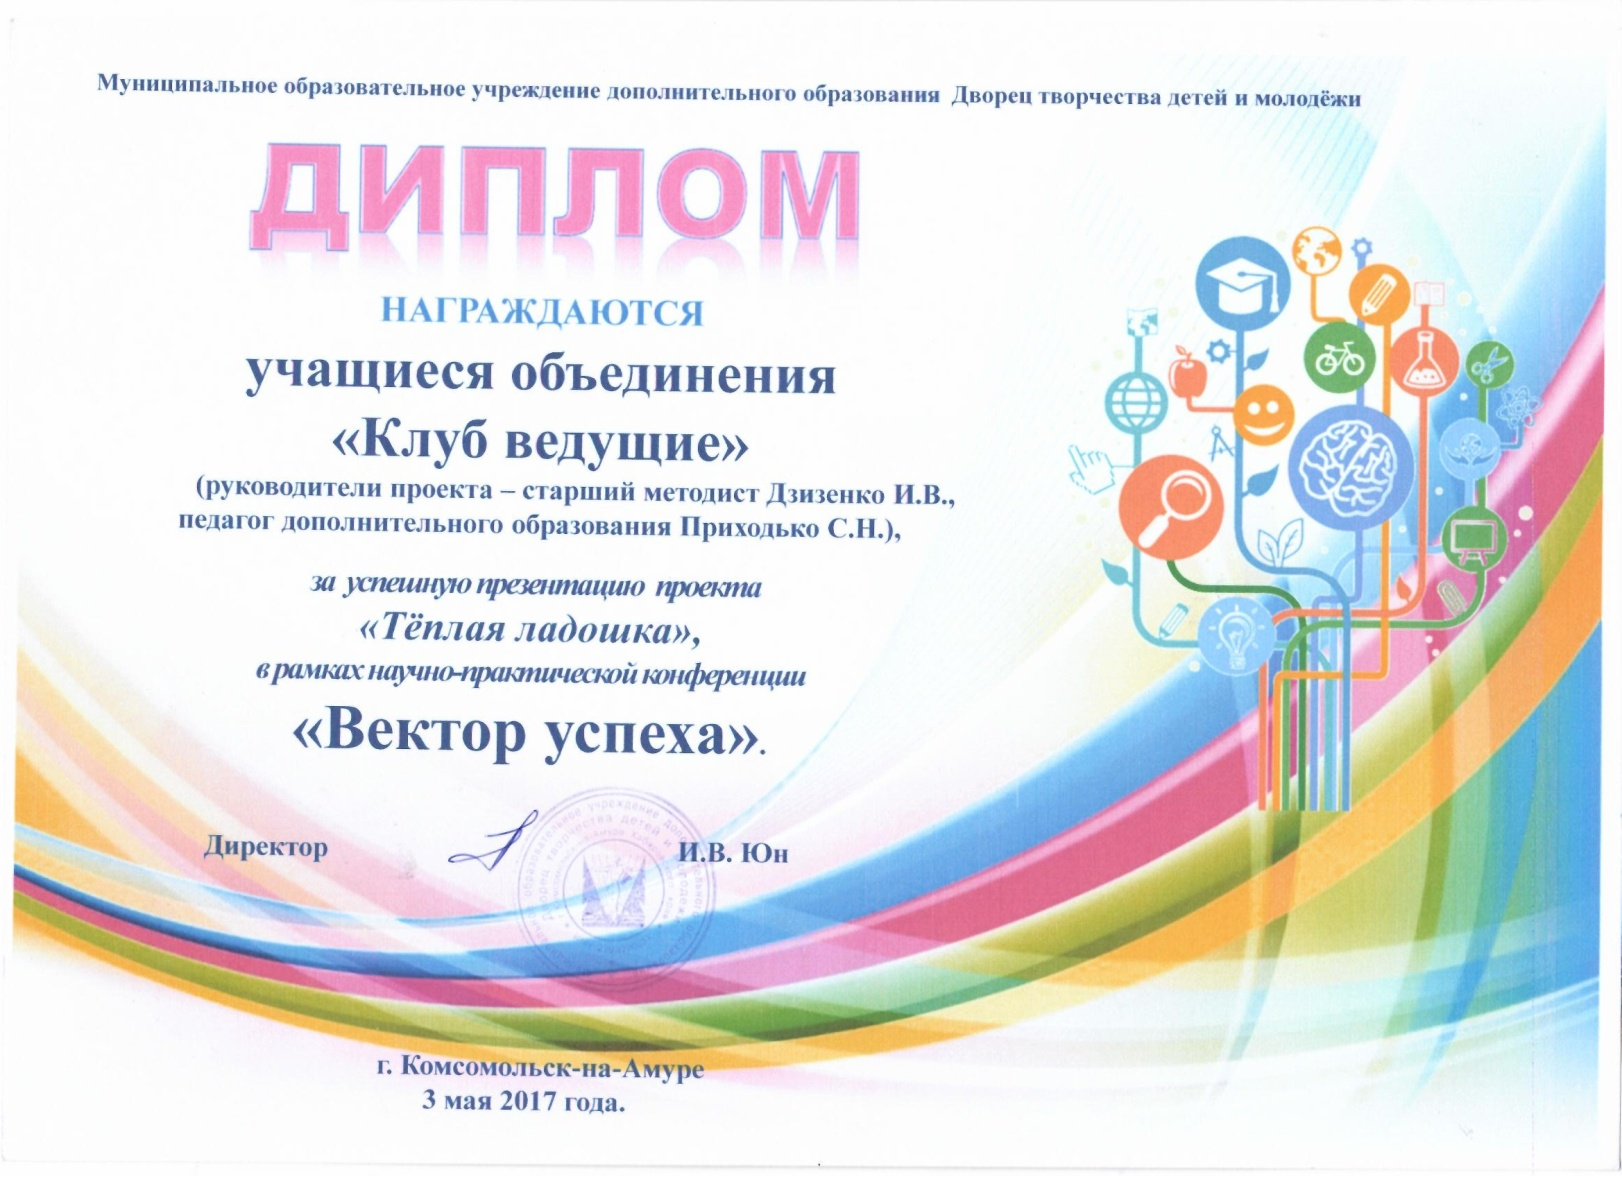 Муниципальное образовательное учреждение дополнительного образования Дворец творчества детей и молодёжи
ДИПЛОМ
НАГРАЖДАЮТСЯ
учащиеся объединения
«Клуб ведущие»
(руководители проекта – старший методист Дзизенко И.В.,
педагог дополнительного образования Приходько С.Н.),
за успешную презентацию проекта
«Тёплая ладошка»,
в рамках научно-практической конференции
«Вектор успеха».
Директор И.В. Юн
г. Комсомольск-на-Амуре
3 мая 2017 года.